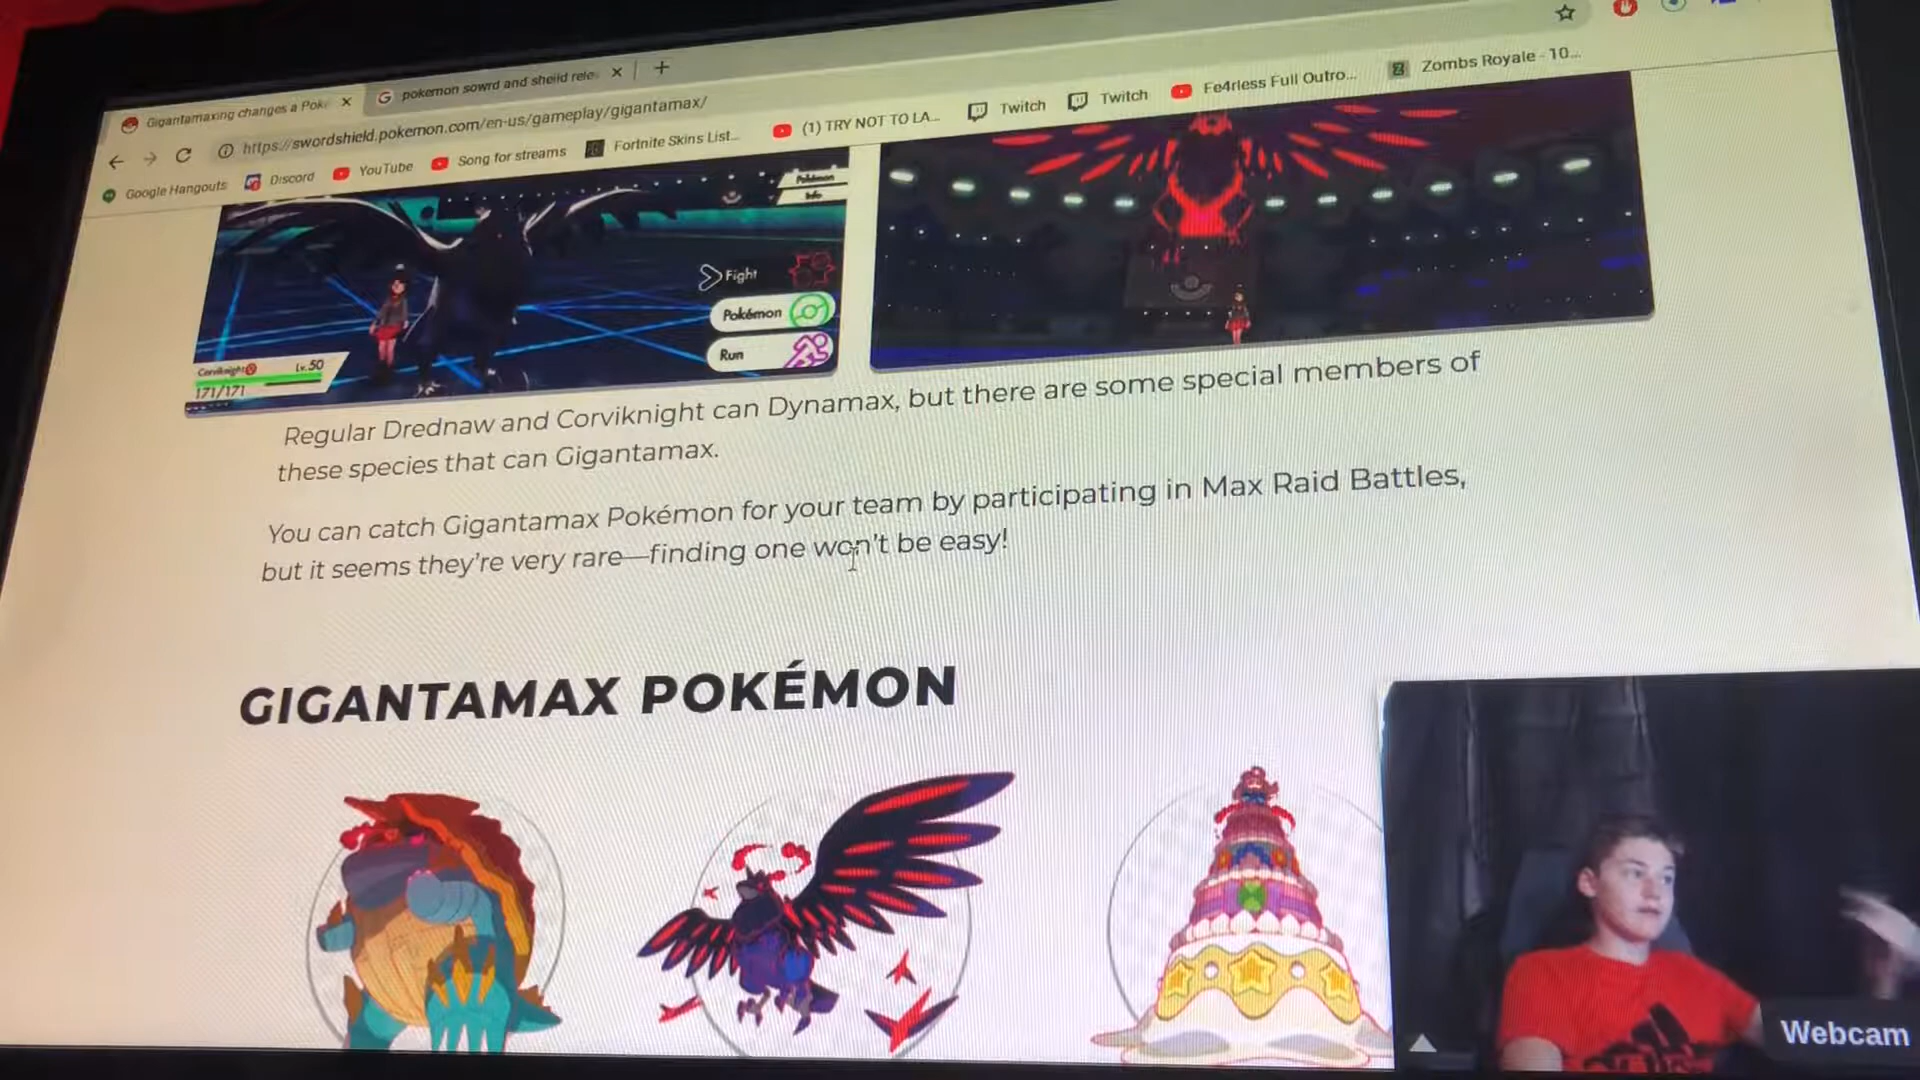 Gigantamaxing changes a Pok
pokemon sowrd and sheild rele
https://swordshield.pokemon.com/en-us/gameplay/gigantamax/
Google Hangouts
Discord
YouTube
Song for streams
Fortnite Skins List...
(1) TRY NOT TO LA...
Twitch
Twitch
Fe4rless Full Outro...
Zombs Royale - 10...
Pokémon
Info
Fight
Pokémon
Run
Corviknight Lv.50
171/171
Regular Drednaw and Corviknight can Dynamax, but there are some special members of
these species that can Gigantamax.
You can catch Gigantamax Pokémon for your team by participating in Max Raid Battles,
but it seems they're very rare—finding one won't be easy!
GIGANTAMAX POKÉMON
Webcam